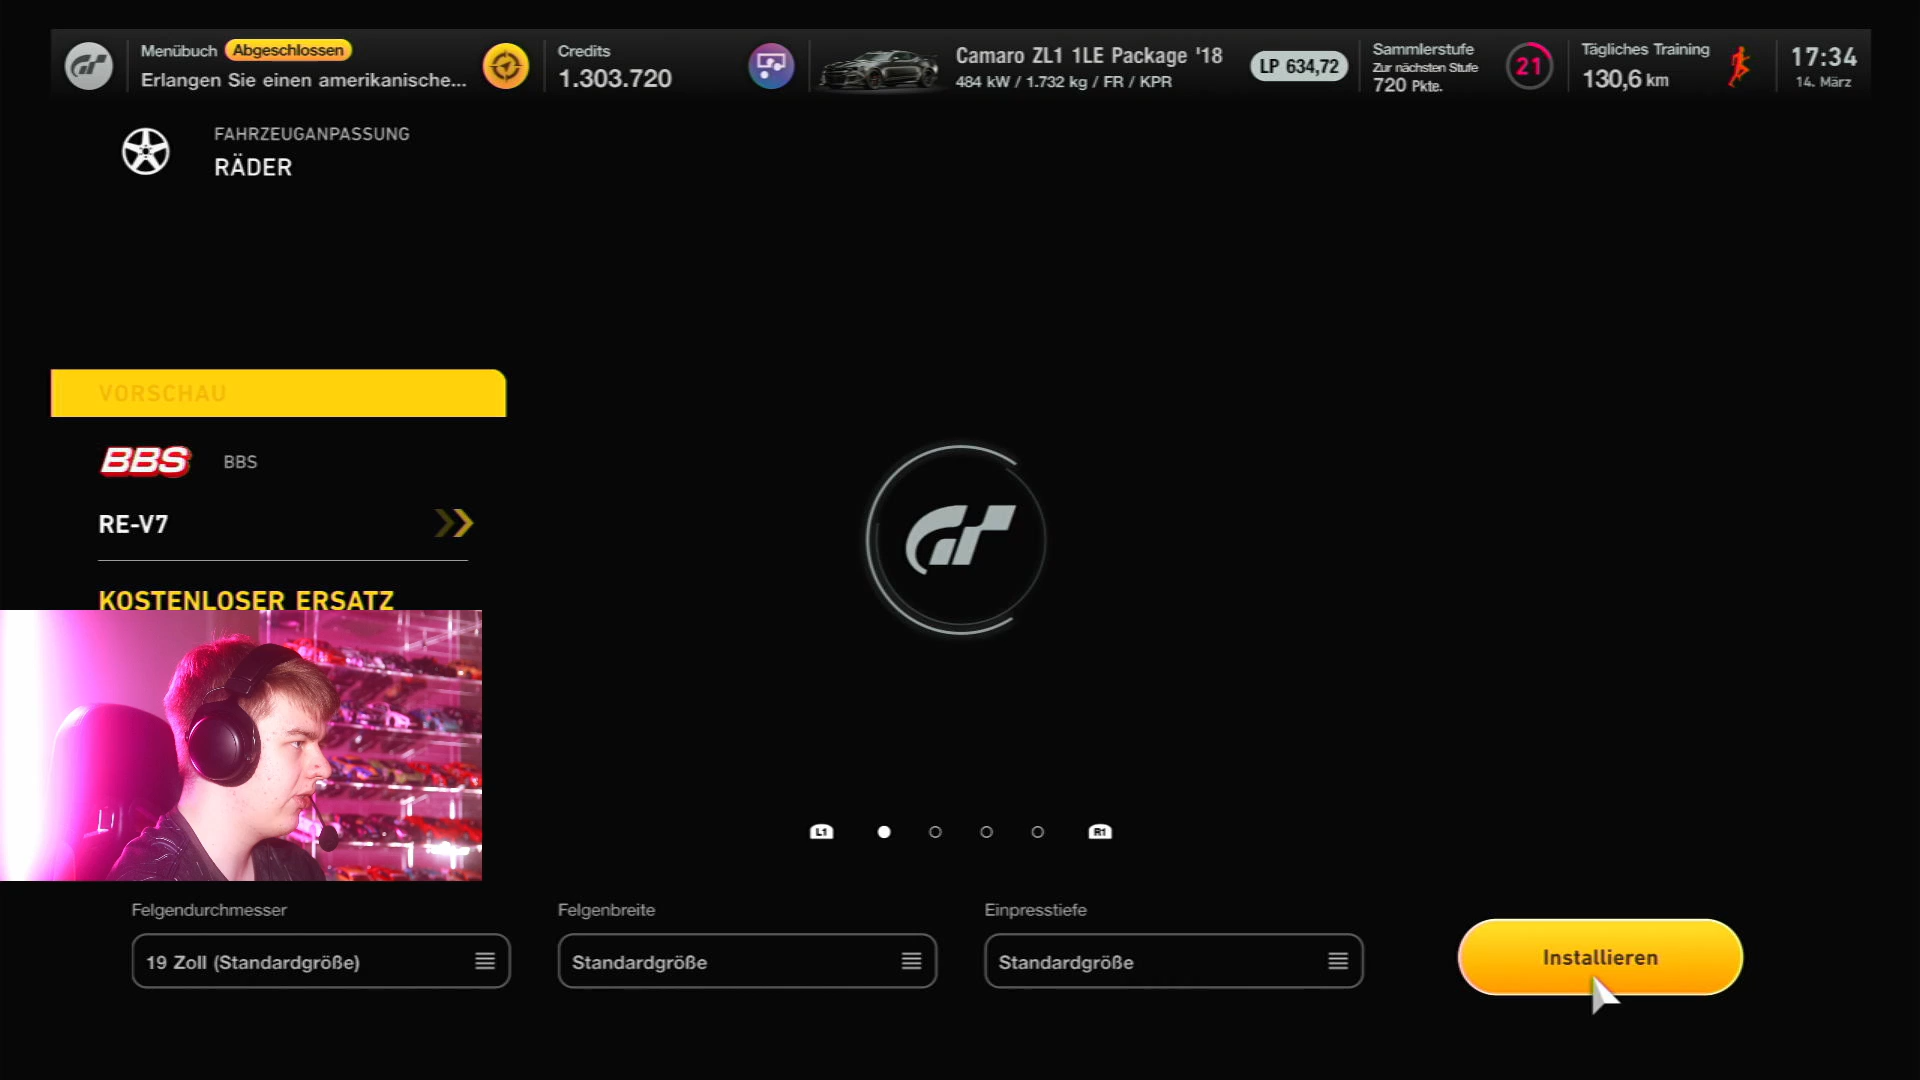 Menübuch Abgeschlossen
Erlangen Sie einen amerikanische...
Credits
1.303.720
Camaro ZL1 1LE Package '18
484 kW / 1.732 kg / FR / KPR
LP 634,72
Sammlerstufe
Zur nächsten Stufe
720 Pkte.
21
Tägliches Training
130,6 km
17:34
14. März
FAHRZEUGANPASSUNG
RÄDER
VORSCHAU
BBS BBS
RE-V7
KOSTENLOSER ERSATZ
L1 R1
Felgendurchmesser
19 Zoll (Standardgröße)
Felgenbreite
Standardgröße
Einpresstiefe
Standardgröße
Installieren